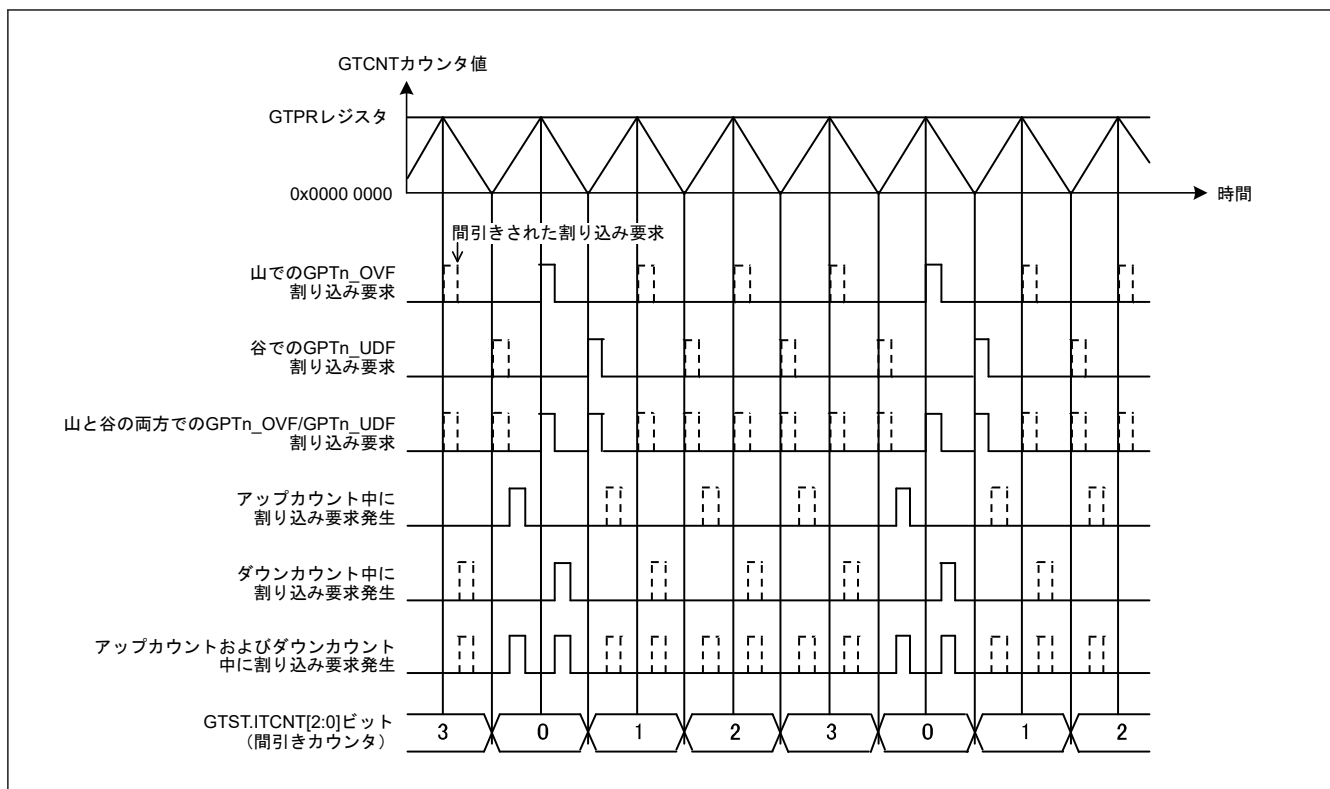 GTCNTカウンタ値
GTPRレジスタ
0x0000 0000
時間
間引きされた割り込み要求
山でのGPTn_OVF
割り込み要求
谷でのGPTn_UDF
割り込み要求
山と谷の両方でのGPTn_OVF/GPTn_UDF
割り込み要求
アップカウント中に
割り込み要求発生
ダウンカウント中に
割り込み要求発生
アップカウントおよびダウンカウント
中に割り込み要求発生
GTST.ITCNT[2:0]ビット
（間引きカウンタ）
3 0 1 2 3 0 1 2